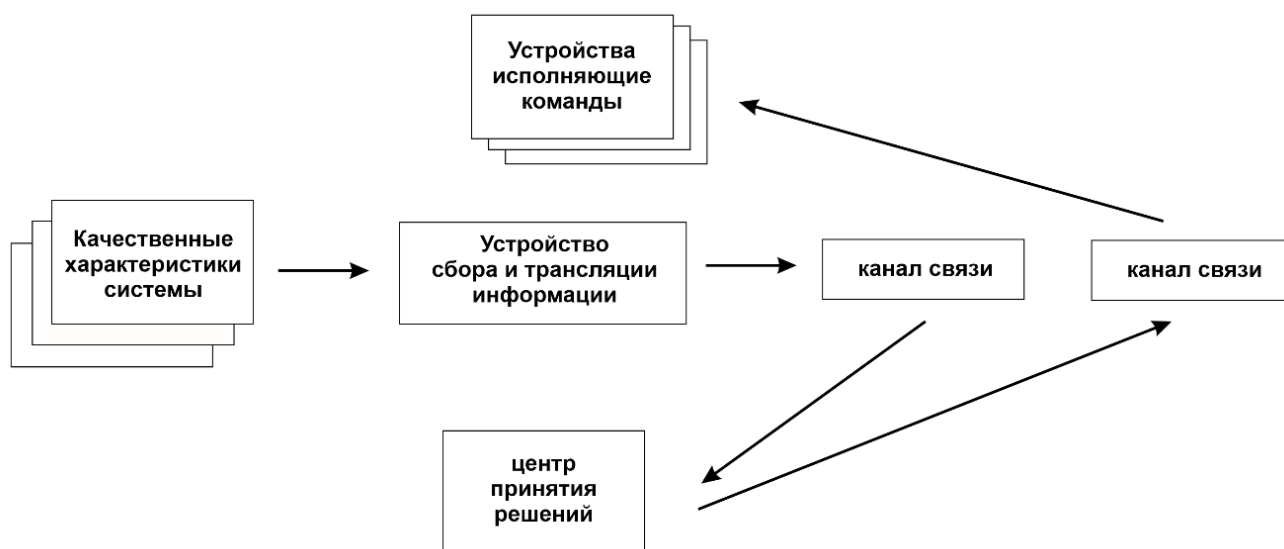 Устройства
исполняющие
команды
Качественные
характеристики
системы
Устройство
сбора и трансляции
информации
канал связи
канал связи
центр
принятия
решений